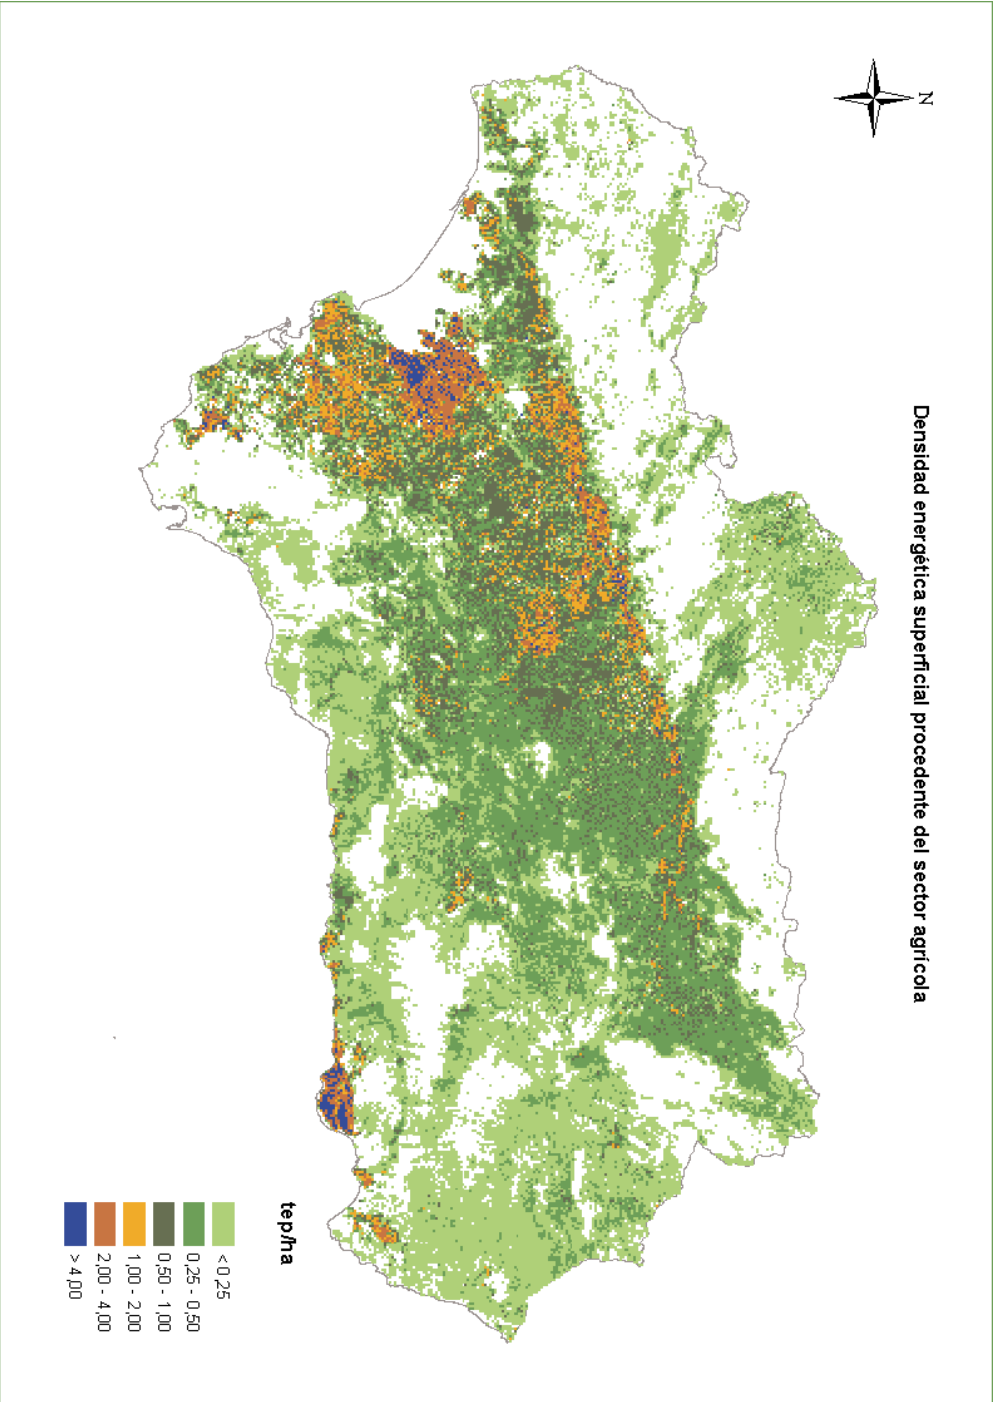 Densidad energética superficial procedente del sector agrícola
N
tep/ha
< 0,25
0,25 - 0,50
0,50 - 1,00
1,00 - 2,00
2,00 - 4,00
> 4,00